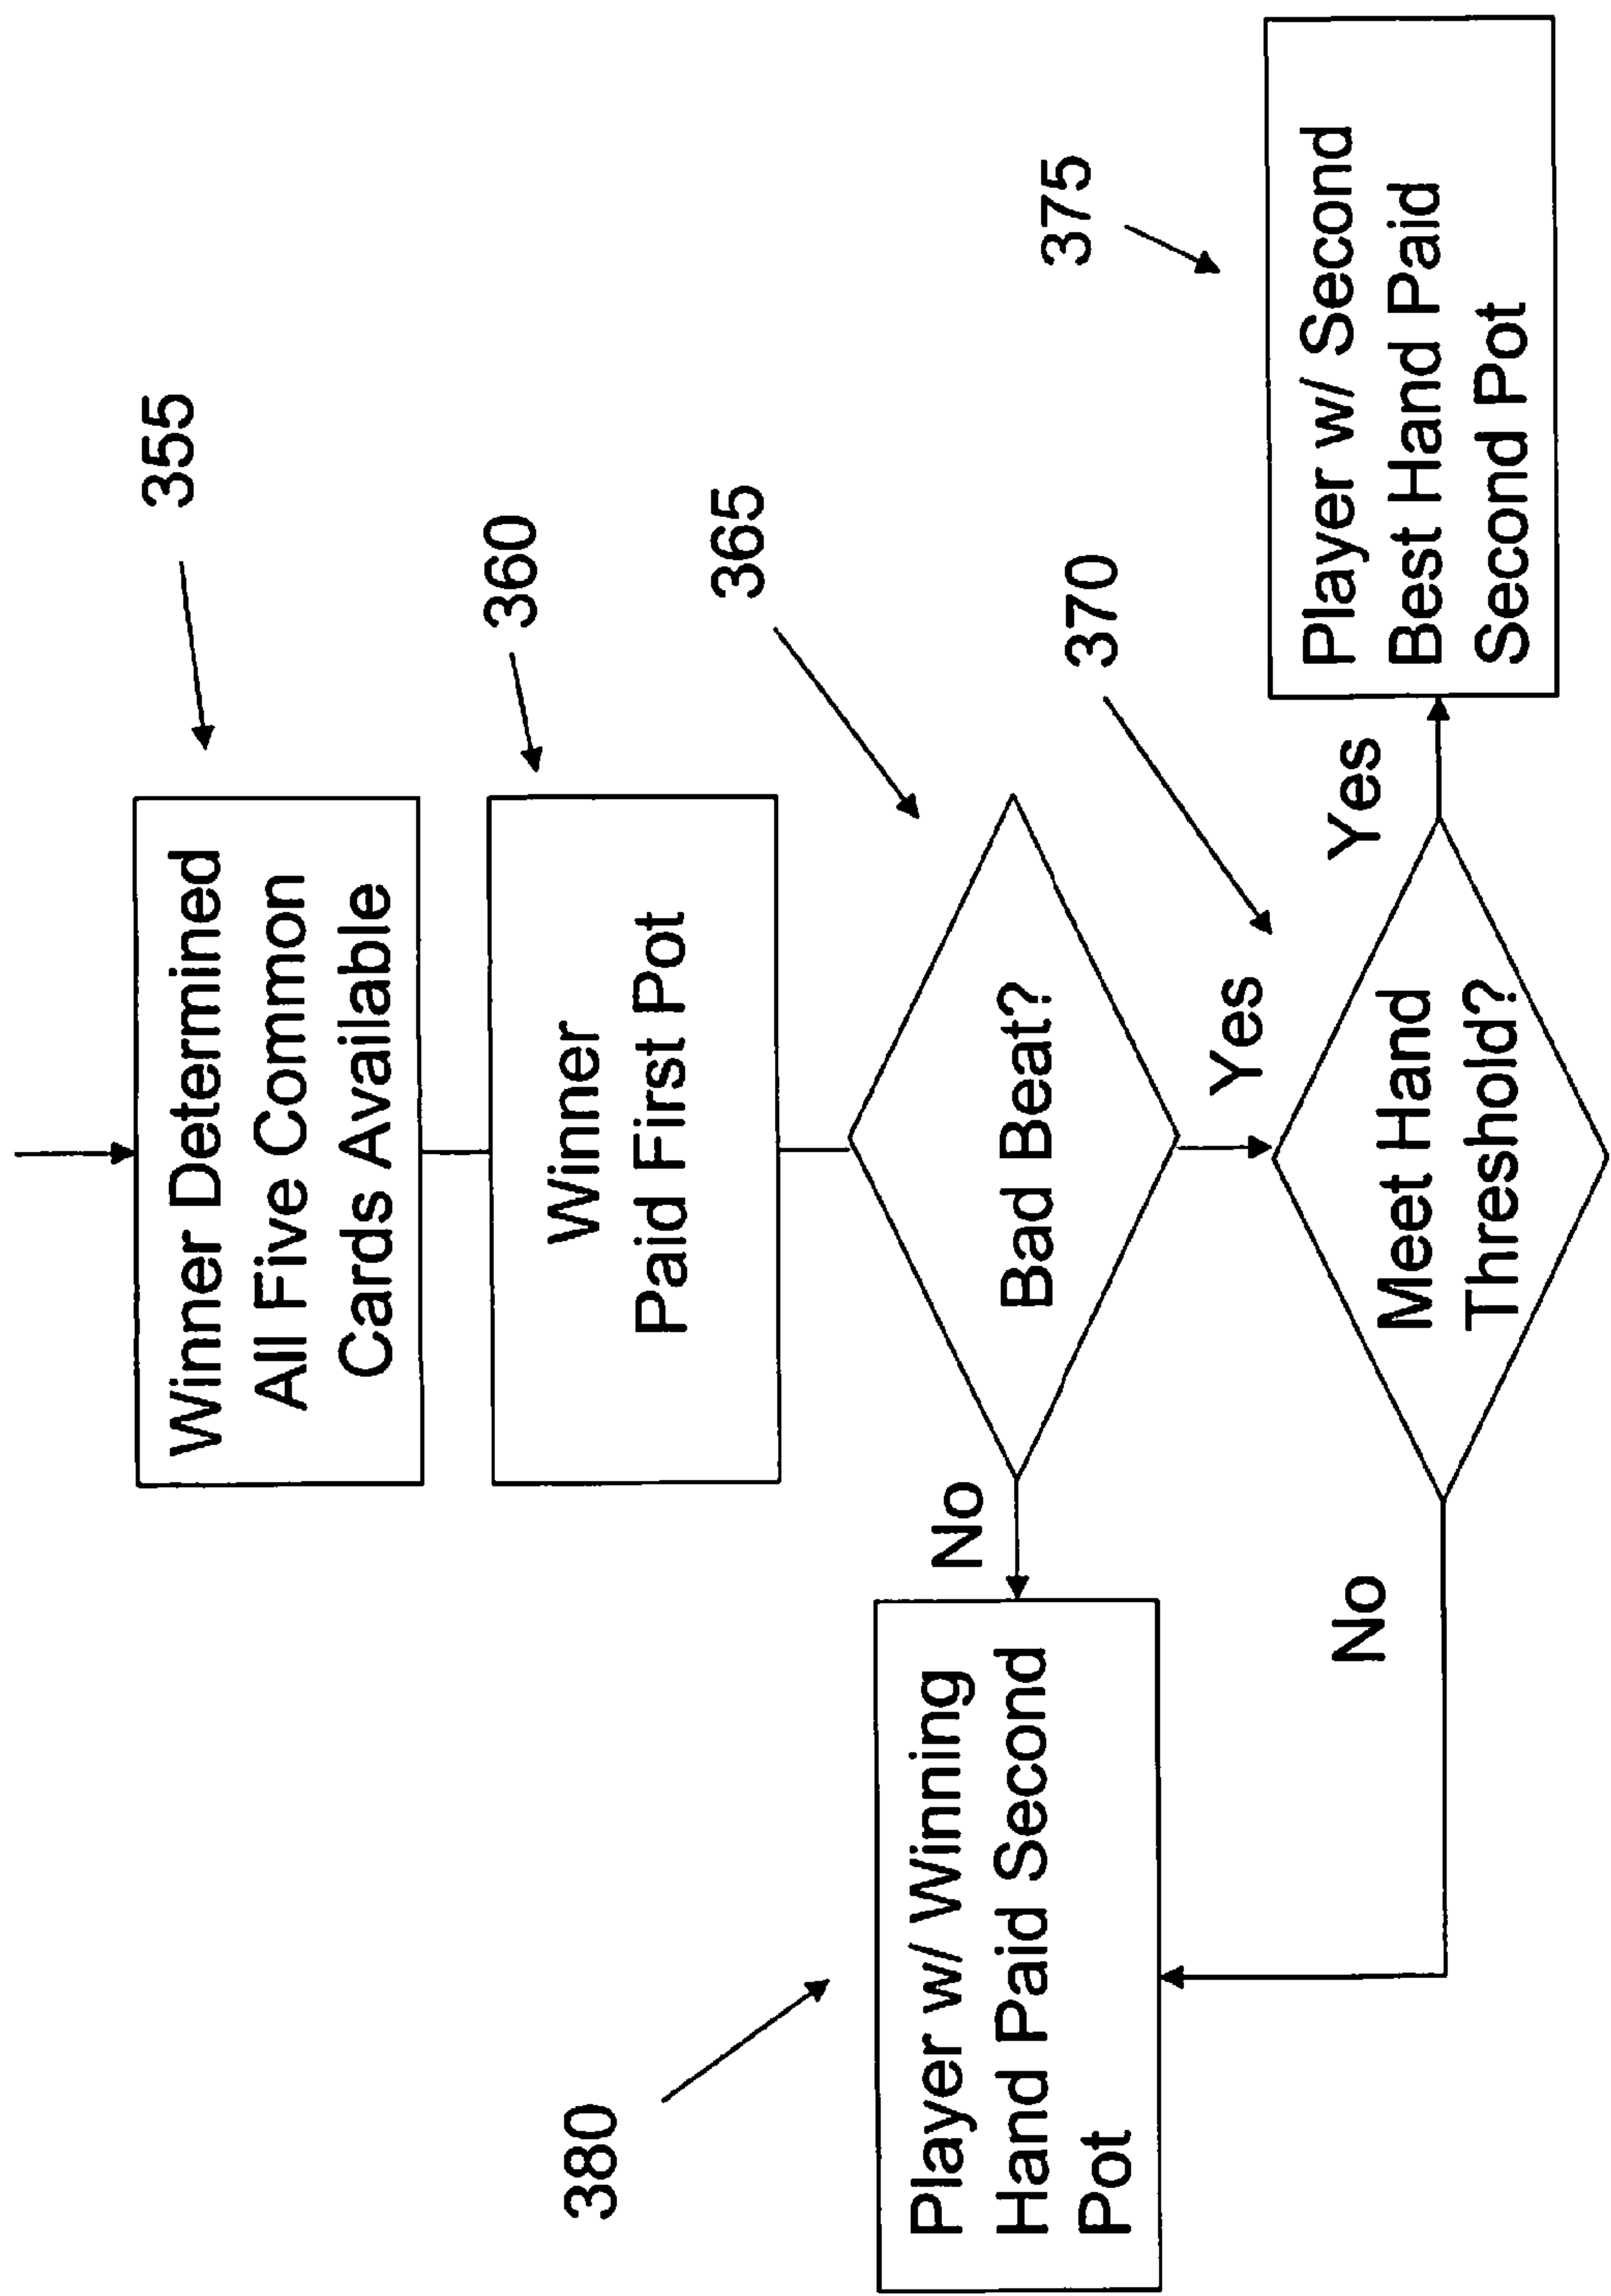 355
Winner Determined
All Five Common
Cards Available
360
Winner
Paid First Pot
365
Bad Beat?
No
Yes
380
Player w/ Winning
Hand Paid Second
Pot
370
Meet Hand
Threshold?
No
Yes
375
Player w/ Second
Best Hand Paid
Second Pot